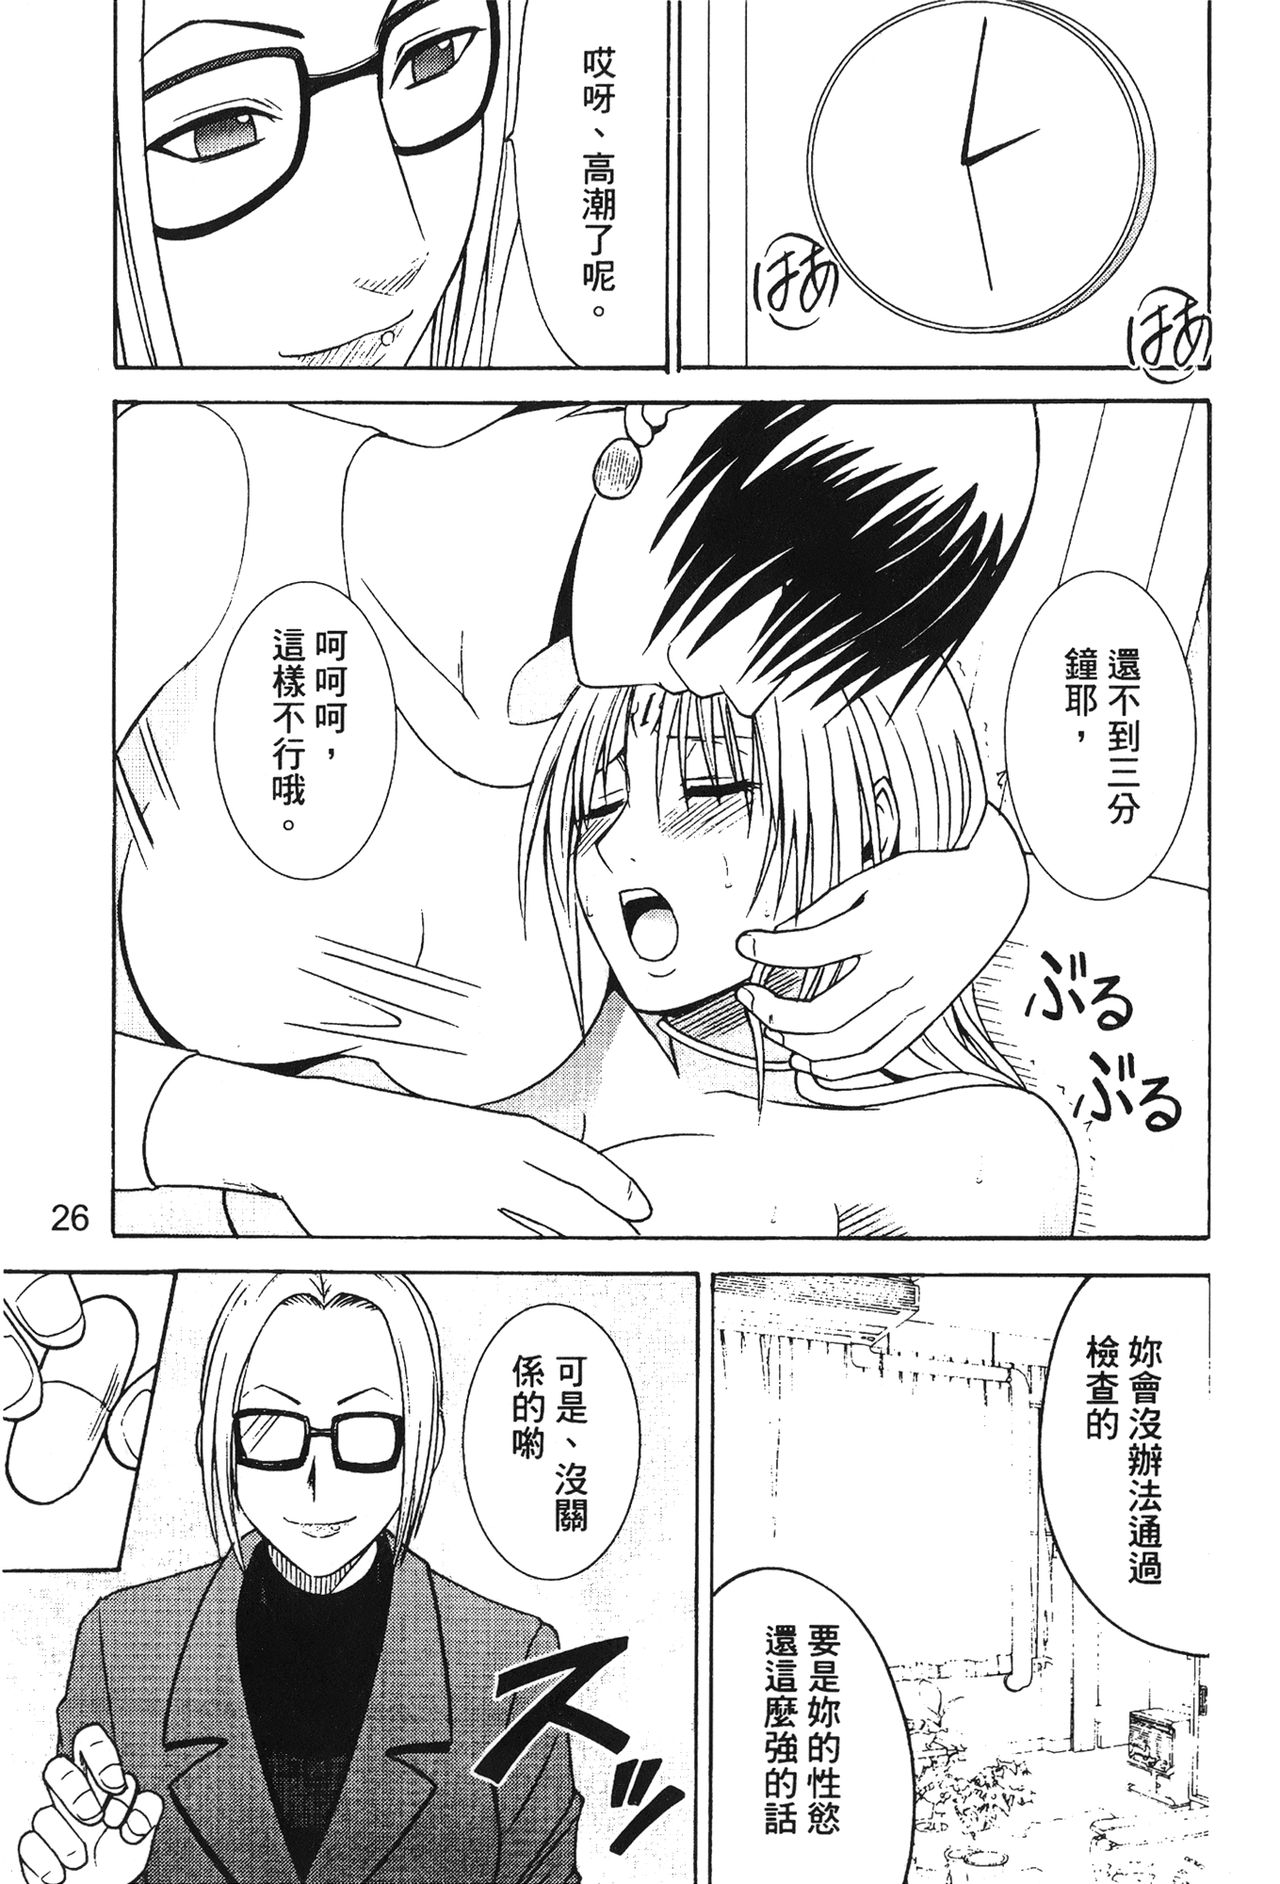 はあ
はあ
哎呀、高潮了呢。
還不到三分
鐘耶，
呵呵呵，
這樣不行哦。
ぶる
ぶる
26
妳會沒辦法通過
檢查的
要是妳的性慾
還這麼強的話
可是、沒關
係的喲
スッ